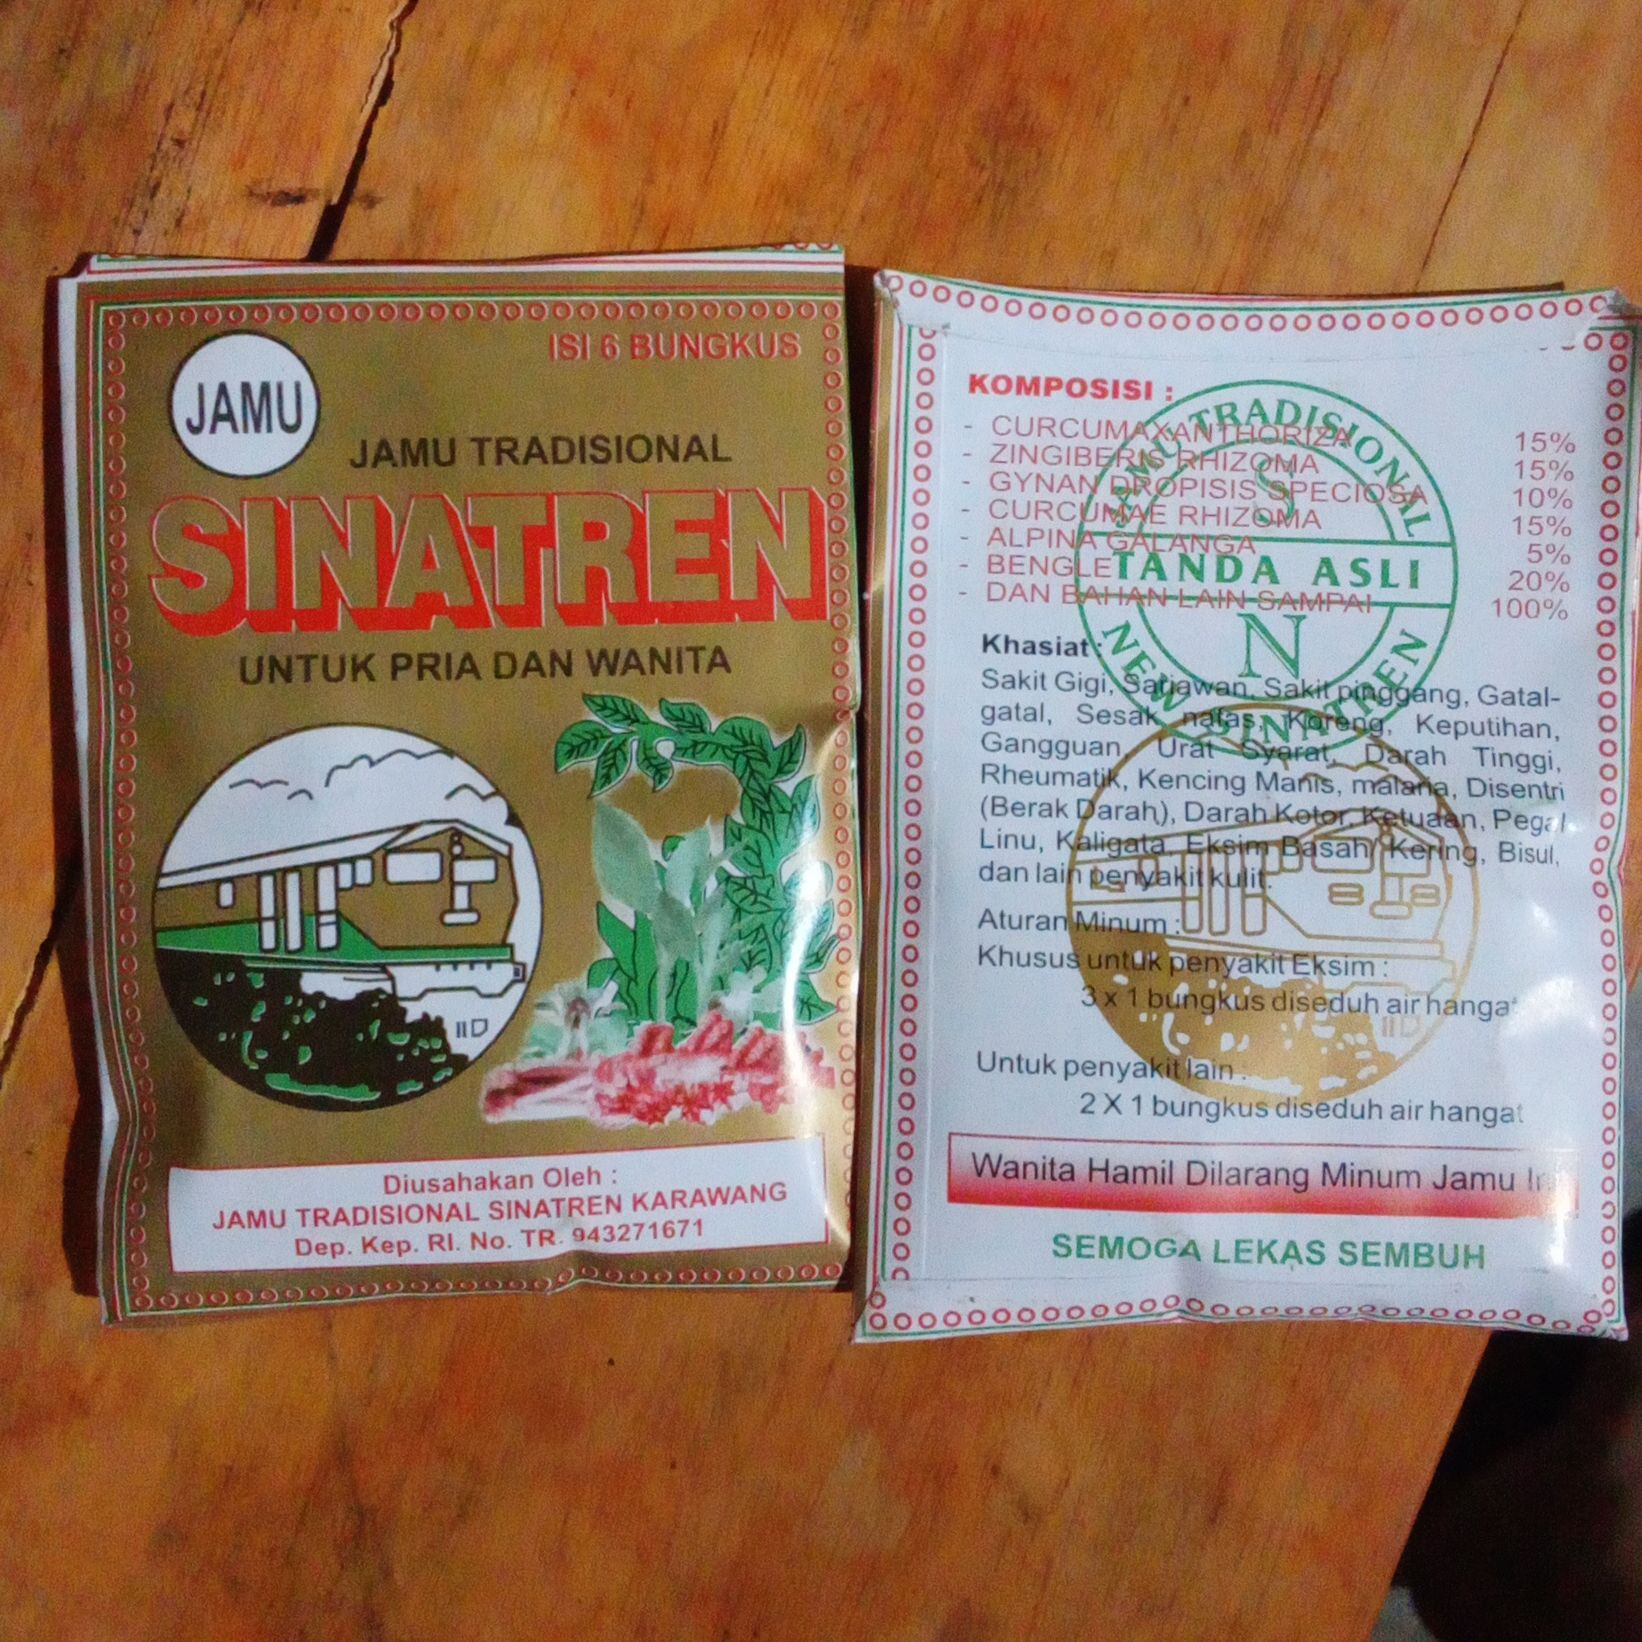 ISI 6 BUNGKUS
JAMU
JAMU TRADISIONAL
SINATREN
UNTUK PRIA DAN WANITA
Diusahakan Oleh :
JAMU TRADISIONAL SINATREN KARAWANG
Dep. Kep. RI. No. TR. 943271671
KOMPOSISI :
- CURCUMAXANTHORIZA 15%
- ZINGIBERIS RHIZOMA 15%
- GYNAN DROPISIS SPECIOSA 10%
- CURCUMAE RHIZOMA 15%
- ALPINA GALANGA 5%
- BENGLE 20%
- DAN BAHAN LAIN SAMPAI 100%
JAMU TRADISIONAL
TANDA ASLI
N
NEW SINATREN
Khasiat :
Sakit Gigi, Sariawan, Sakit pinggang, Gatal-
gatal, Sesak nafas, Koreng, Keputihan,
Gangguan Urat Syarat, Darah Tinggi,
Rheumatik, Kencing Manis, malaria, Disentri
(Berak Darah), Darah Kotor, Ketuaan, Pegal
Linu, Kaligata, Eksim Basah/ Kering, Bisul,
dan lain penyakit kulit.
Aturan Minum :
Khusus untuk penyakit Eksim :
3 x 1 bungkus diseduh air hangat
Untuk penyakit lain :
2 X 1 bungkus diseduh air hangat
Wanita Hamil Dilarang Minum Jamu Ini
SEMOGA LEKAS SEMBUH